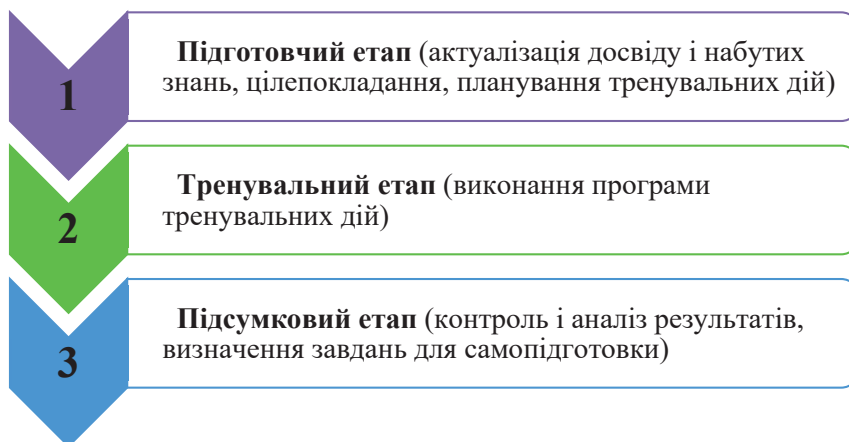 1
Підготовчий етап (актуалізація досвіду і набутих
знань, цілепокладання, планування тренувальних дій)
2
Тренувальний етап (виконання програми
тренувальних дій)
3
Підсумковий етап (контроль і аналіз результатів,
визначення завдань для самопідготовки)